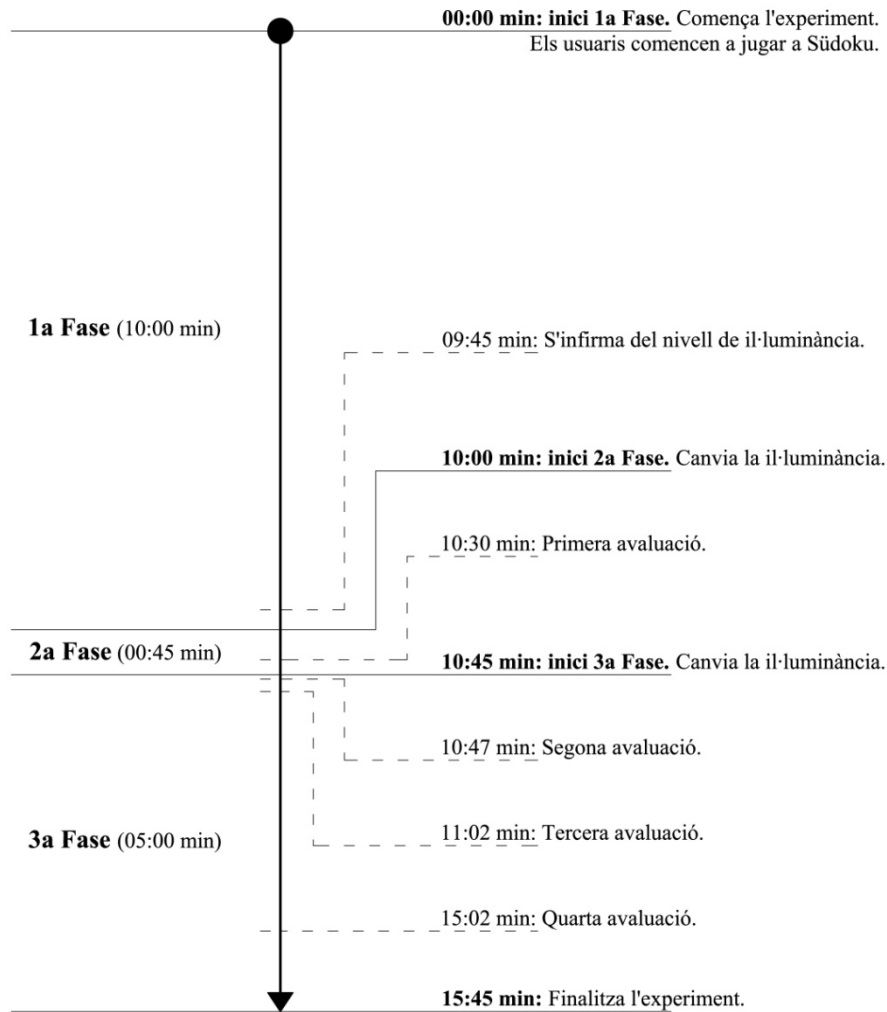 00:00 min: inici 1a Fase. Comença l'experiment.
Els usuaris comencen a jugar a Südoku.
1a Fase (10:00 min)
09:45 min: S'infirma del nivell de il·luminància.
10:00 min: inici 2a Fase. Canvia la il·luminància.
10:30 min: Primera avaluació.
2a Fase (00:45 min)
10:45 min: inici 3a Fase. Canvia la il·luminància.
10:47 min: Segona avaluació.
3a Fase (05:00 min)
11:02 min: Tercera avaluació.
15:02 min: Quarta avaluació.
15:45 min: Finalitza l'experiment.